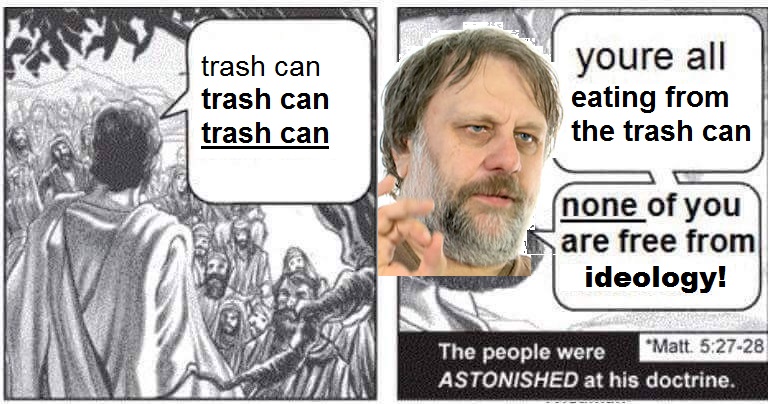 trash can
trash can
trash can
youre all
eating from
the trash can
none of you
are free from
ideology!
*Matt. 5:27-28
The people were
ASTONISHED at his doctrine.